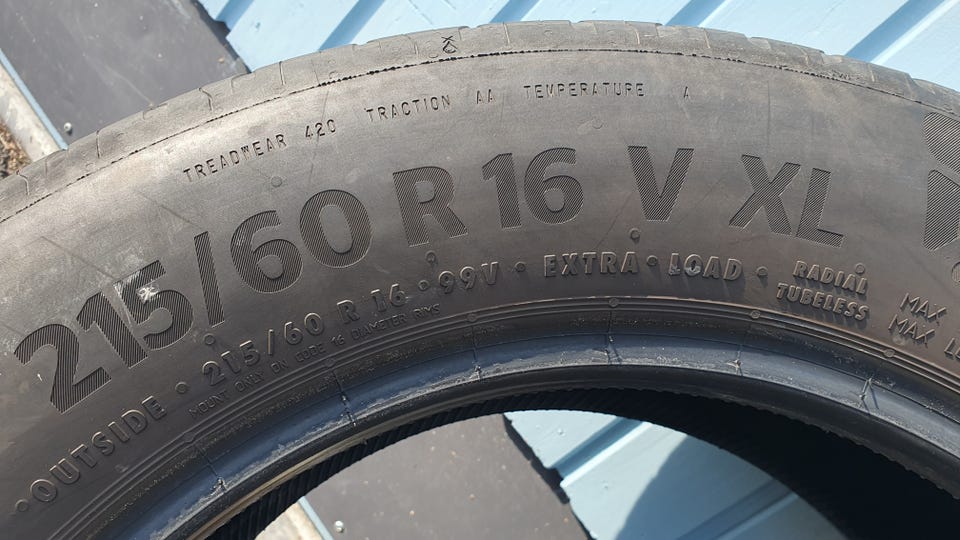 TREADWEAR 420 TRACTION AA TEMPERATURE A
215/60 R 16 V XL
OUTSIDE • 215/60 R 16 • 99V • EXTRA LOAD •
RADIAL
TUBELESS
MOUNT ONLY ON CODE 16 DIAMETER RIMS
MAX
MAX